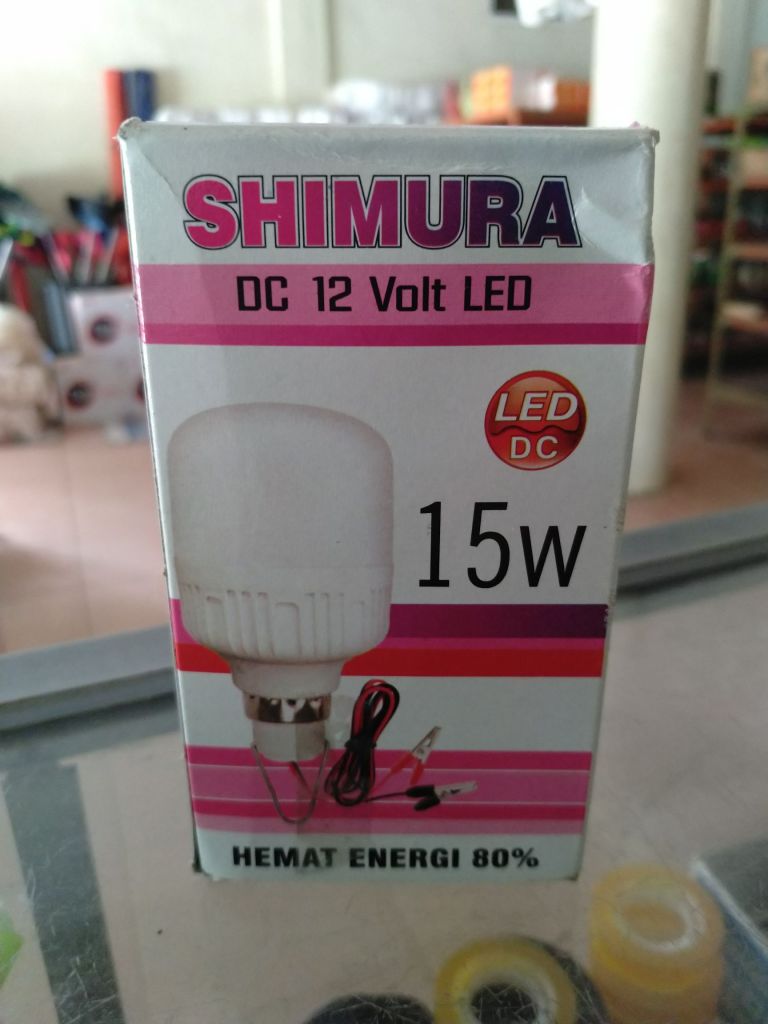 SHIMURA
DC 12 Volt LED
LED
DC
15W
HEMAT ENERGI 80%